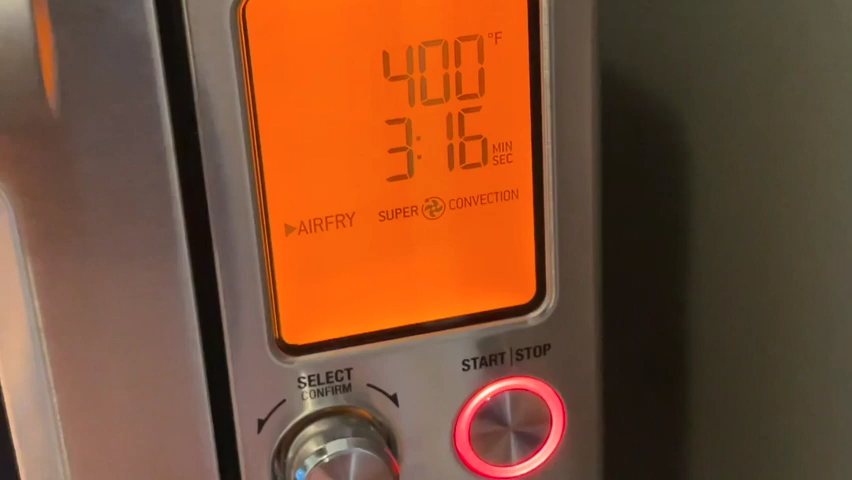 400 °F
3:16 MIN SEC
▶AIRFRY SUPER CONVECTION
START | STOP
SELECT
CONFIRM